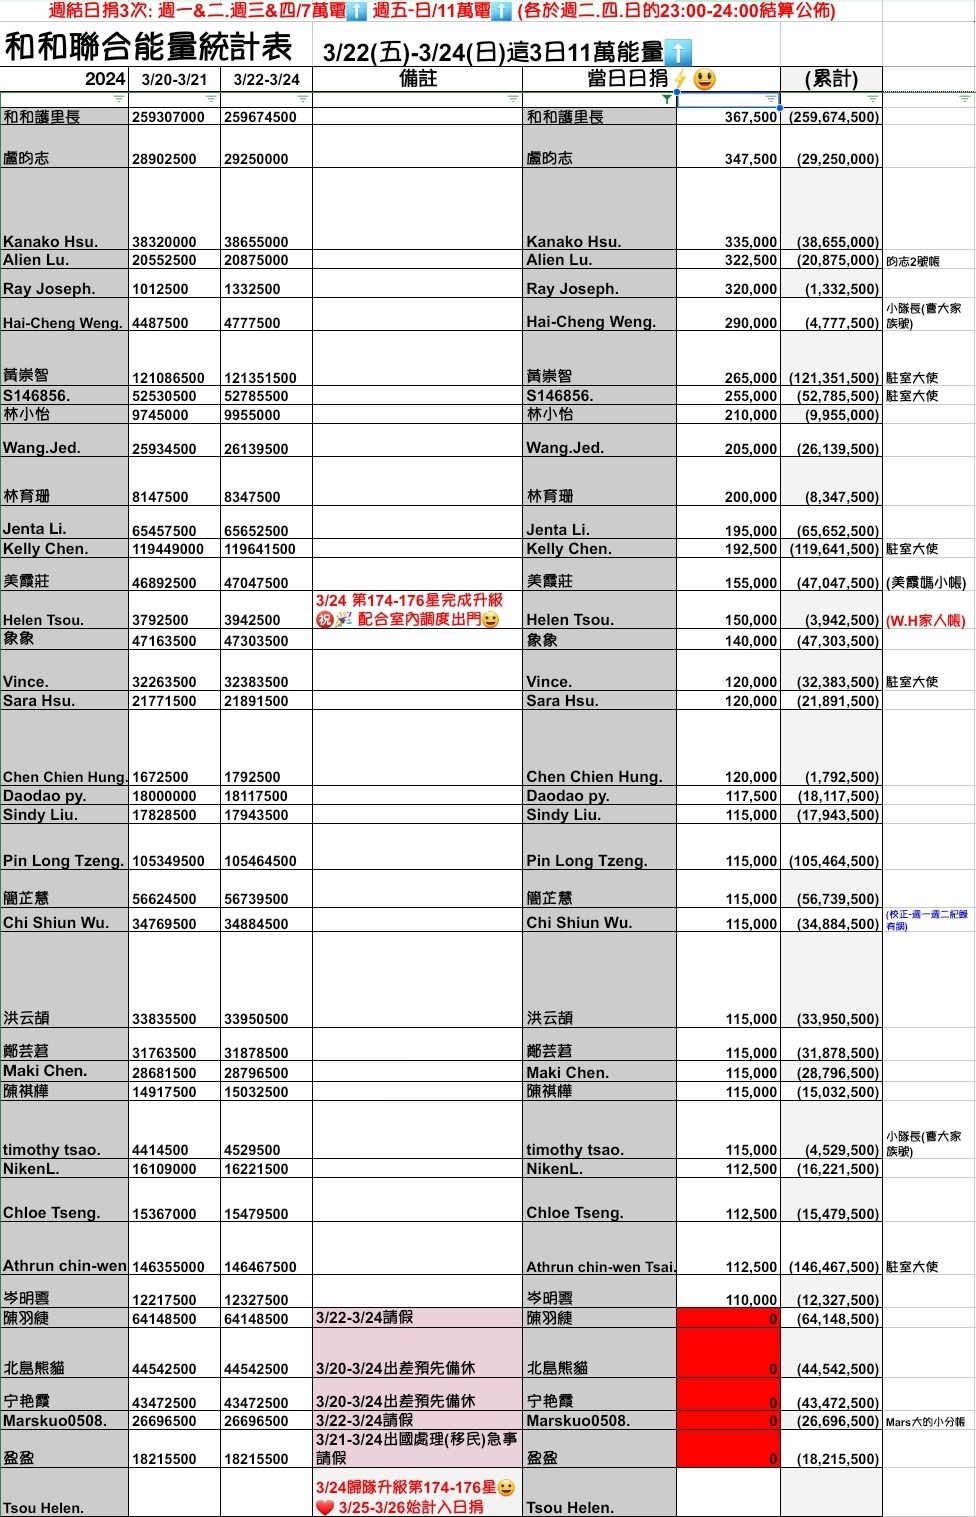 週結日捐3次: 週一&二.週三&四/7萬電⬆️ 週五-日/11萬電⬆️ (各於週二.四.日的23:00-24:00結算公佈)
和和聯合能量統計表 3/22(五)-3/24(日)這3日11萬能量⬆️
2024 3/20-3/21 3/22-3/24 備註 當日日捐⚡😃 (累計)
和和護里長 259307000 259674500 和和護里長 367,500 (259,674,500)
盧昀志 28902500 29250000 盧昀志 347,500 (29,250,000)
Kanako Hsu. 38320000 38655000 Kanako Hsu. 335,000 (38,655,000)
Alien Lu. 20552500 20875000 Alien Lu. 322,500 (20,875,000) 昀志2號帳
Ray Joseph. 1012500 1332500 Ray Joseph. 320,000 (1,332,500)
Hai-Cheng Weng. 4487500 4777500 Hai-Cheng Weng. 290,000 (4,777,500) 小隊長(曹大家
族號)
黃崇智 121086500 121351500 黃崇智 265,000 (121,351,500) 駐室大使
S146856. 52530500 52785500 S146856. 255,000 (52,785,500) 駐室大使
林小怡 9745000 9955000 林小怡 210,000 (9,955,000)
Wang.Jed. 25934500 26139500 Wang.Jed. 205,000 (26,139,500)
林育珊 8147500 8347500 林育珊 200,000 (8,347,500)
Jenta Li. 65457500 65652500 Jenta Li. 195,000 (65,652,500)
Kelly Chen. 119449000 119641500 Kelly Chen. 192,500 (119,641,500) 駐室大使
美霞莊 46892500 47047500 美霞莊 155,000 (47,047,500) (美霞媽小帳)
3/24 第174-176星完成升級
Helen Tsou. 3792500 3942500 ㊗️🎉 配合室內調度出門😀 Helen Tsou. 150,000 (3,942,500) (W.H家人帳)
象象 47163500 47303500 象象 140,000 (47,303,500)
Vince. 32263500 32383500 Vince. 120,000 (32,383,500) 駐室大使
Sara Hsu. 21771500 21891500 Sara Hsu. 120,000 (21,891,500)
Chen Chien Hung. 1672500 1792500 Chen Chien Hung. 120,000 (1,792,500)
Daodao py. 18000000 18117500 Daodao py. 117,500 (18,117,500)
Sindy Liu. 17828500 17943500 Sindy Liu. 115,000 (17,943,500)
Pin Long Tzeng. 105349500 105464500 Pin Long Tzeng. 115,000 (105,464,500)
簡芷慧 56624500 56739500 簡芷慧 115,000 (56,739,500)
Chi Shiun Wu. 34769500 34884500 Chi Shiun Wu. 115,000 (34,884,500) (校正-週一週二紀錄
有誤)
洪云頡 33835500 33950500 洪云頡 115,000 (33,950,500)
鄭芸莙 31763500 31878500 鄭芸莙 115,000 (31,878,500)
Maki Chen. 28681500 28796500 Maki Chen. 115,000 (28,796,500)
陳祺樺 14917500 15032500 陳祺樺 115,000 (15,032,500)
timothy tsao. 4414500 4529500 timothy tsao. 115,000 (4,529,500) 小隊長(曹大家
族號)
NikenL. 16109000 16221500 NikenL. 112,500 (16,221,500)
Chloe Tseng. 15367000 15479500 Chloe Tseng. 112,500 (15,479,500)
Athrun chin-wen 146355000 146467500 Athrun chin-wen Tsai. 112,500 (146,467,500) 駐室大使
岑明雲 12217500 12327500 岑明雲 110,000 (12,327,500)
陳羽緁 64148500 64148500 3/22-3/24請假 陳羽緁 0 (64,148,500)
北島熊貓 44542500 44542500 3/20-3/24出差預先備休 北島熊貓 0 (44,542,500)
宁艳霞 43472500 43472500 3/20-3/24出差預先備休 宁艳霞 0 (43,472,500)
Marskuo0508. 26696500 26696500 3/22-3/24請假 Marskuo0508. 0 (26,696,500) Mars大的小分帳
3/21-3/24出國處理(移民)急事
盈盈 18215500 18215500 請假 盈盈 0 (18,215,500)
3/24歸隊升級第174-176星😀
Tsou Helen. ❤️ 3/25-3/26始計入日捐 Tsou Helen.